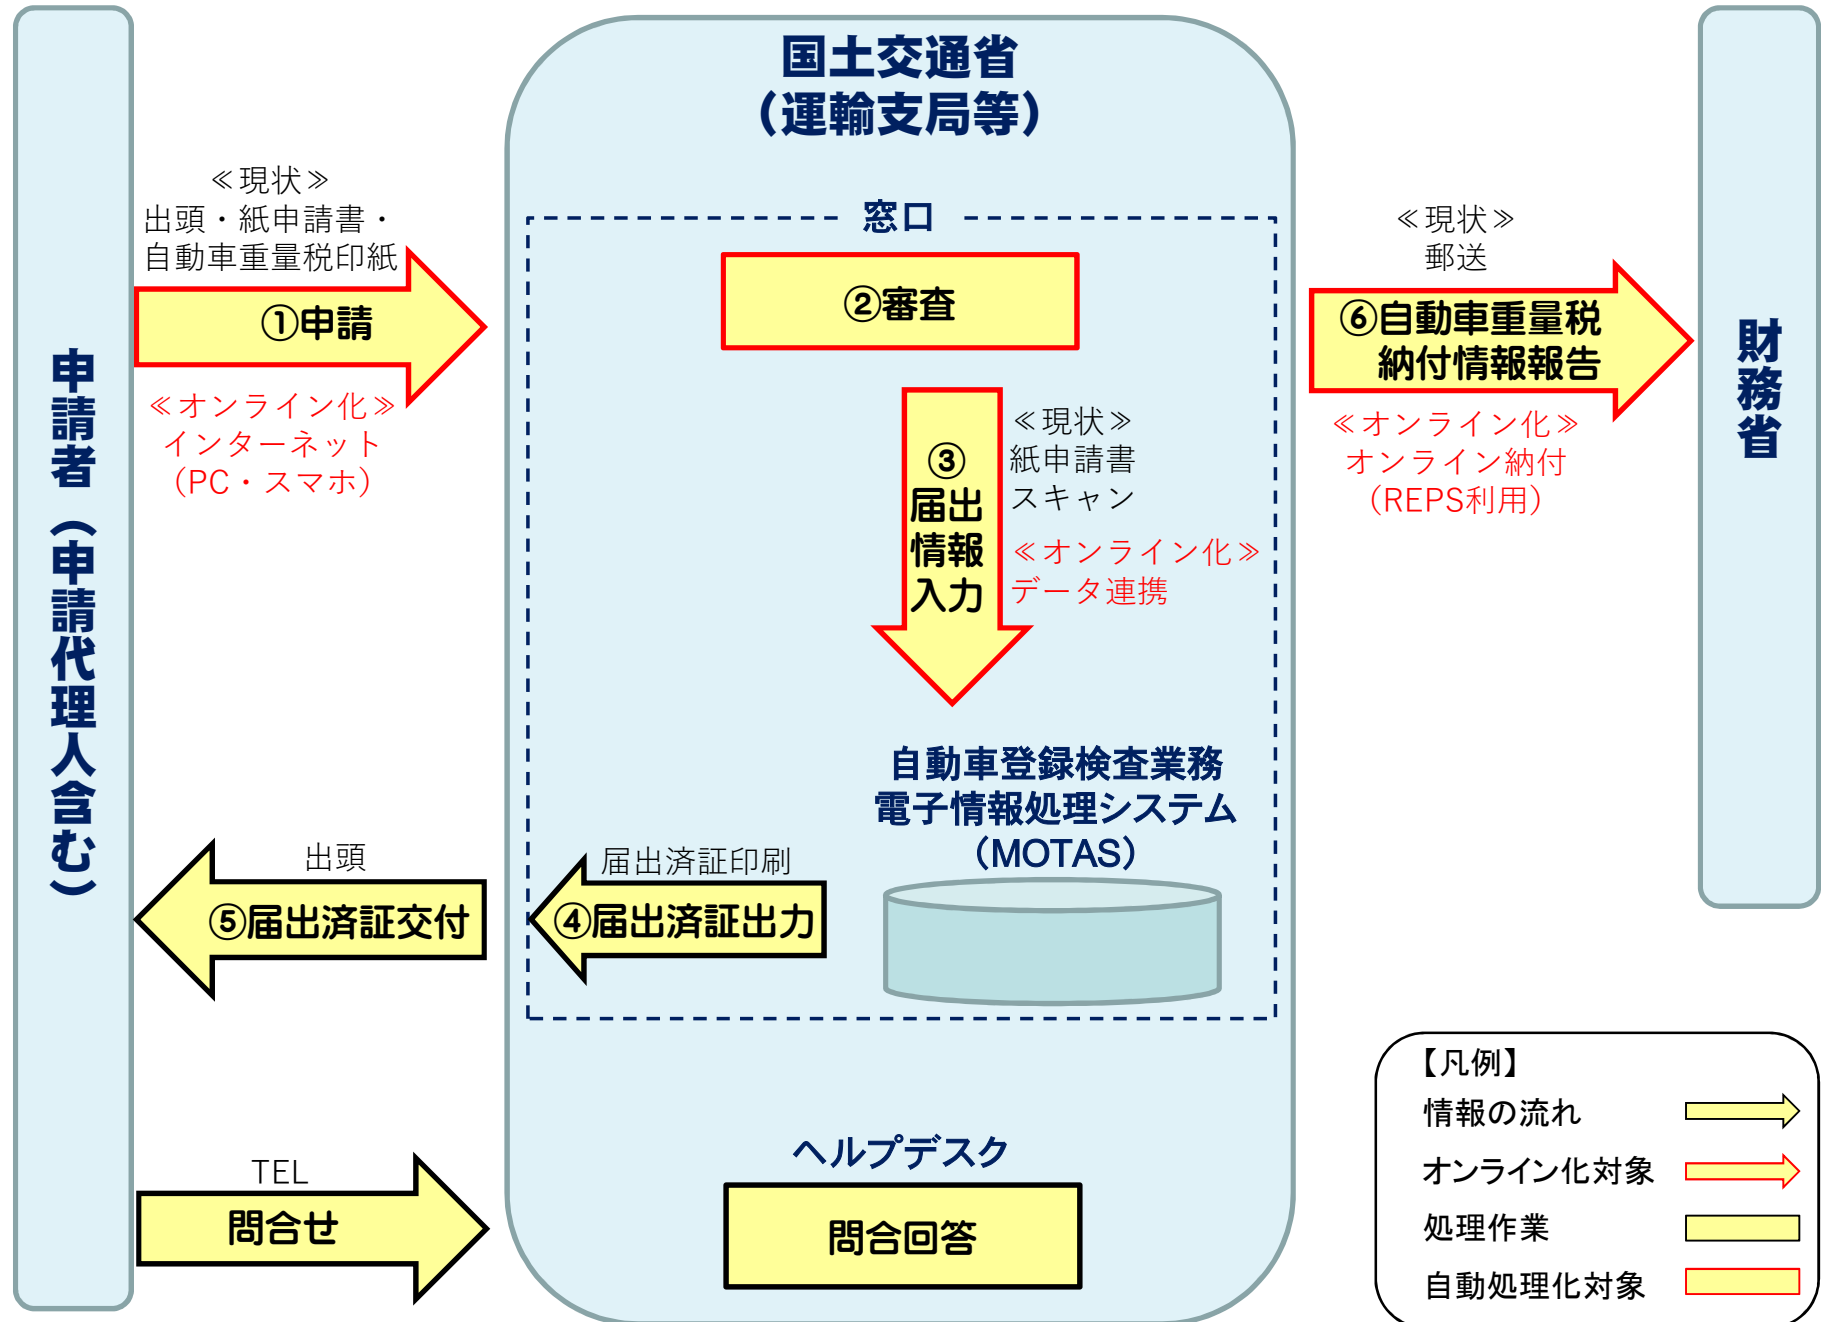 国土交通省
（運輸支局等）
申請者（申請代理人含む）
財務省
≪現状≫
出頭・紙申請書・
自動車重量税印紙
①申請
≪オンライン化≫
インターネット
（PC・スマホ）
窓口
②審査
③
届出
情報
入力
≪現状≫
紙申請書
スキャン
≪オンライン化≫
データ連携
≪現状≫
郵送
⑥自動車重量税
納付情報報告
≪オンライン化≫
オンライン納付
（REPS利用）
自動車登録検査業務
電子情報処理システム
（MOTAS）
届出済証印刷
④届出済証出力
出頭
⑤届出済証交付
TEL
問合せ
ヘルプデスク
問合回答
【凡例】
情報の流れ
オンライン化対象
処理作業
自動処理化対象